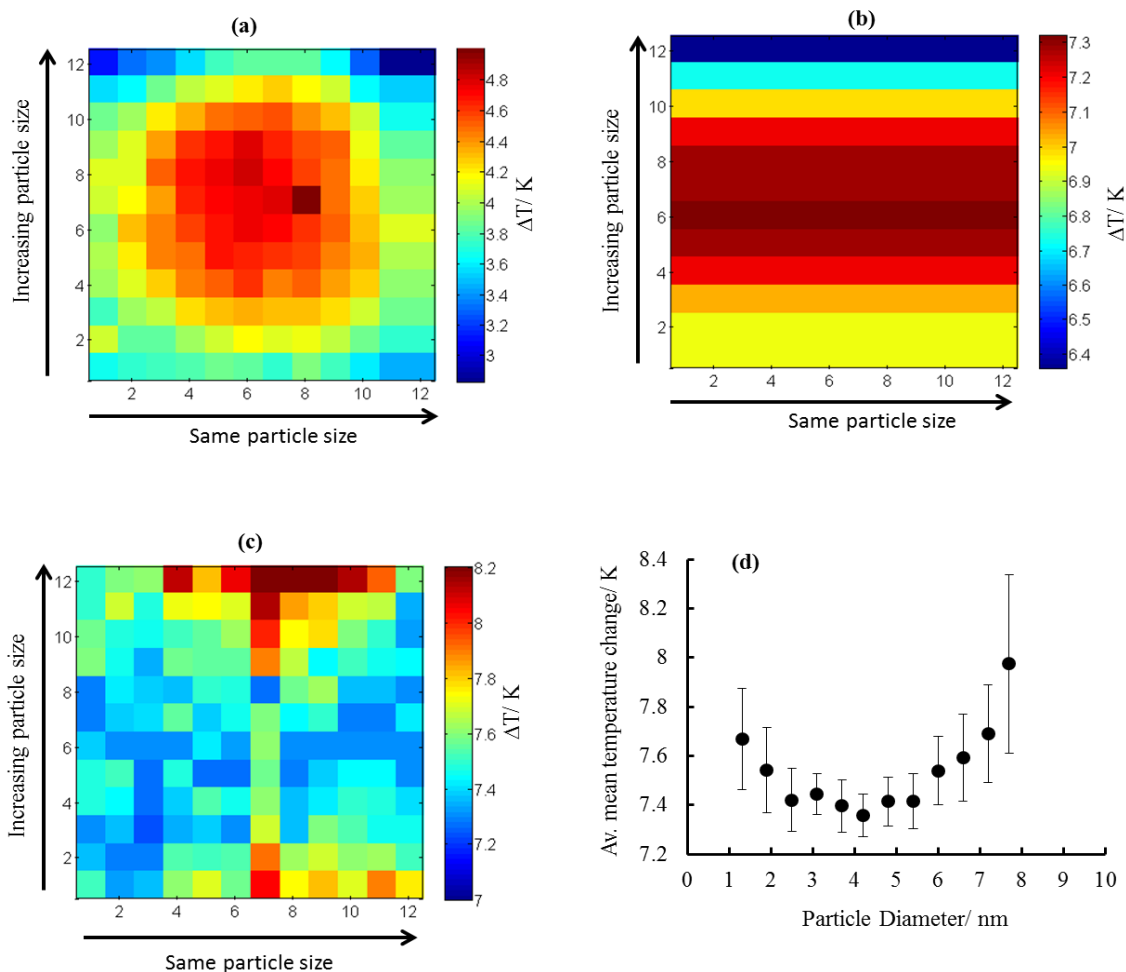 (a)
Increasing particle size
12
10
8
6
4
2
2 4 6 8 10 12
Same particle size
4.8
4.6
4.4
4.2
4
3.8
3.6
3.4
3.2
3
ΔT/ K
(b)
Increasing particle size
12
10
8
6
4
2
2 4 6 8 10 12
Same particle size
7.3
7.2
7.1
7
6.9
6.8
6.7
6.6
6.5
6.4
ΔT/ K
(c)
Increasing particle size
12
10
8
6
4
2
2 4 6 8 10 12
Same particle size
8.2
8
7.8
7.6
7.4
7.2
7
ΔT/ K
(d)
Av. mean temperature change/ K
8.4
8.2
8
7.8
7.6
7.4
7.2
0 1 2 3 4 5 6 7 8 9 10
Particle Diameter/ nm